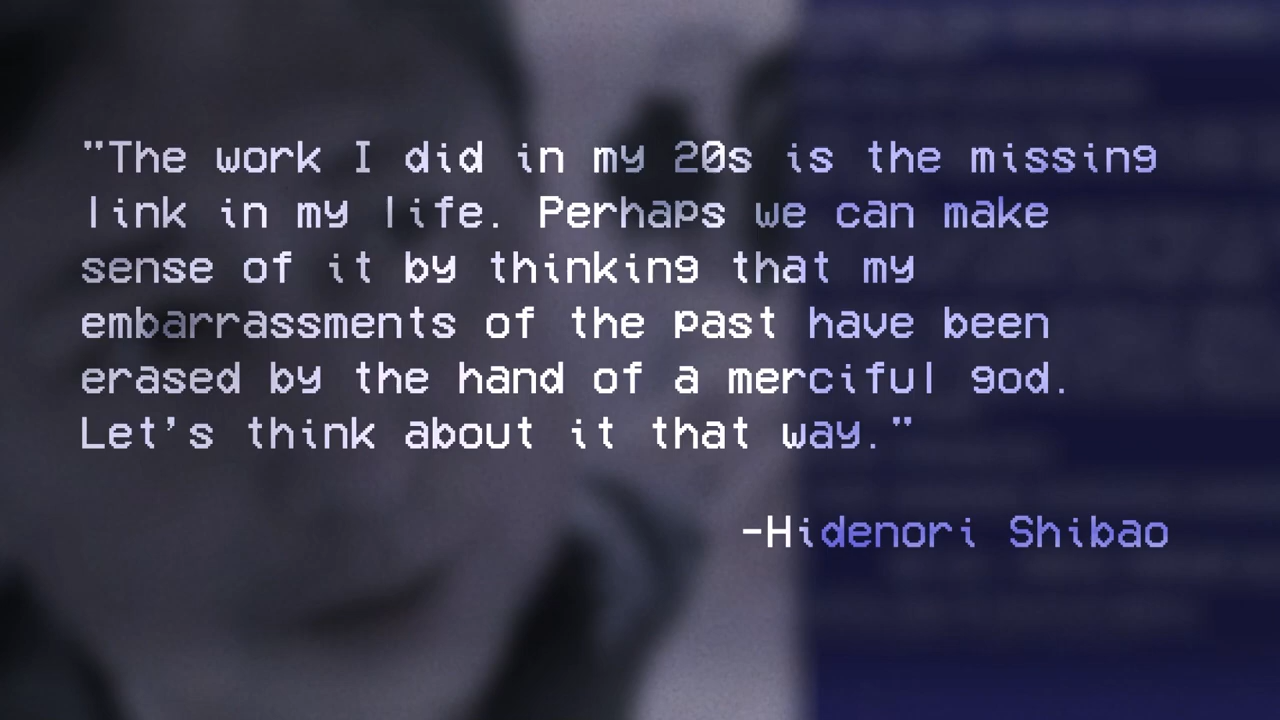 "The work I did in my 20s is the missing
link in my life. Perhaps we can make
sense of it by thinking that my
embarrassments of the past have been
erased by the hand of a merciful god.
Let's think about it that way."
-Hidenori Shibao